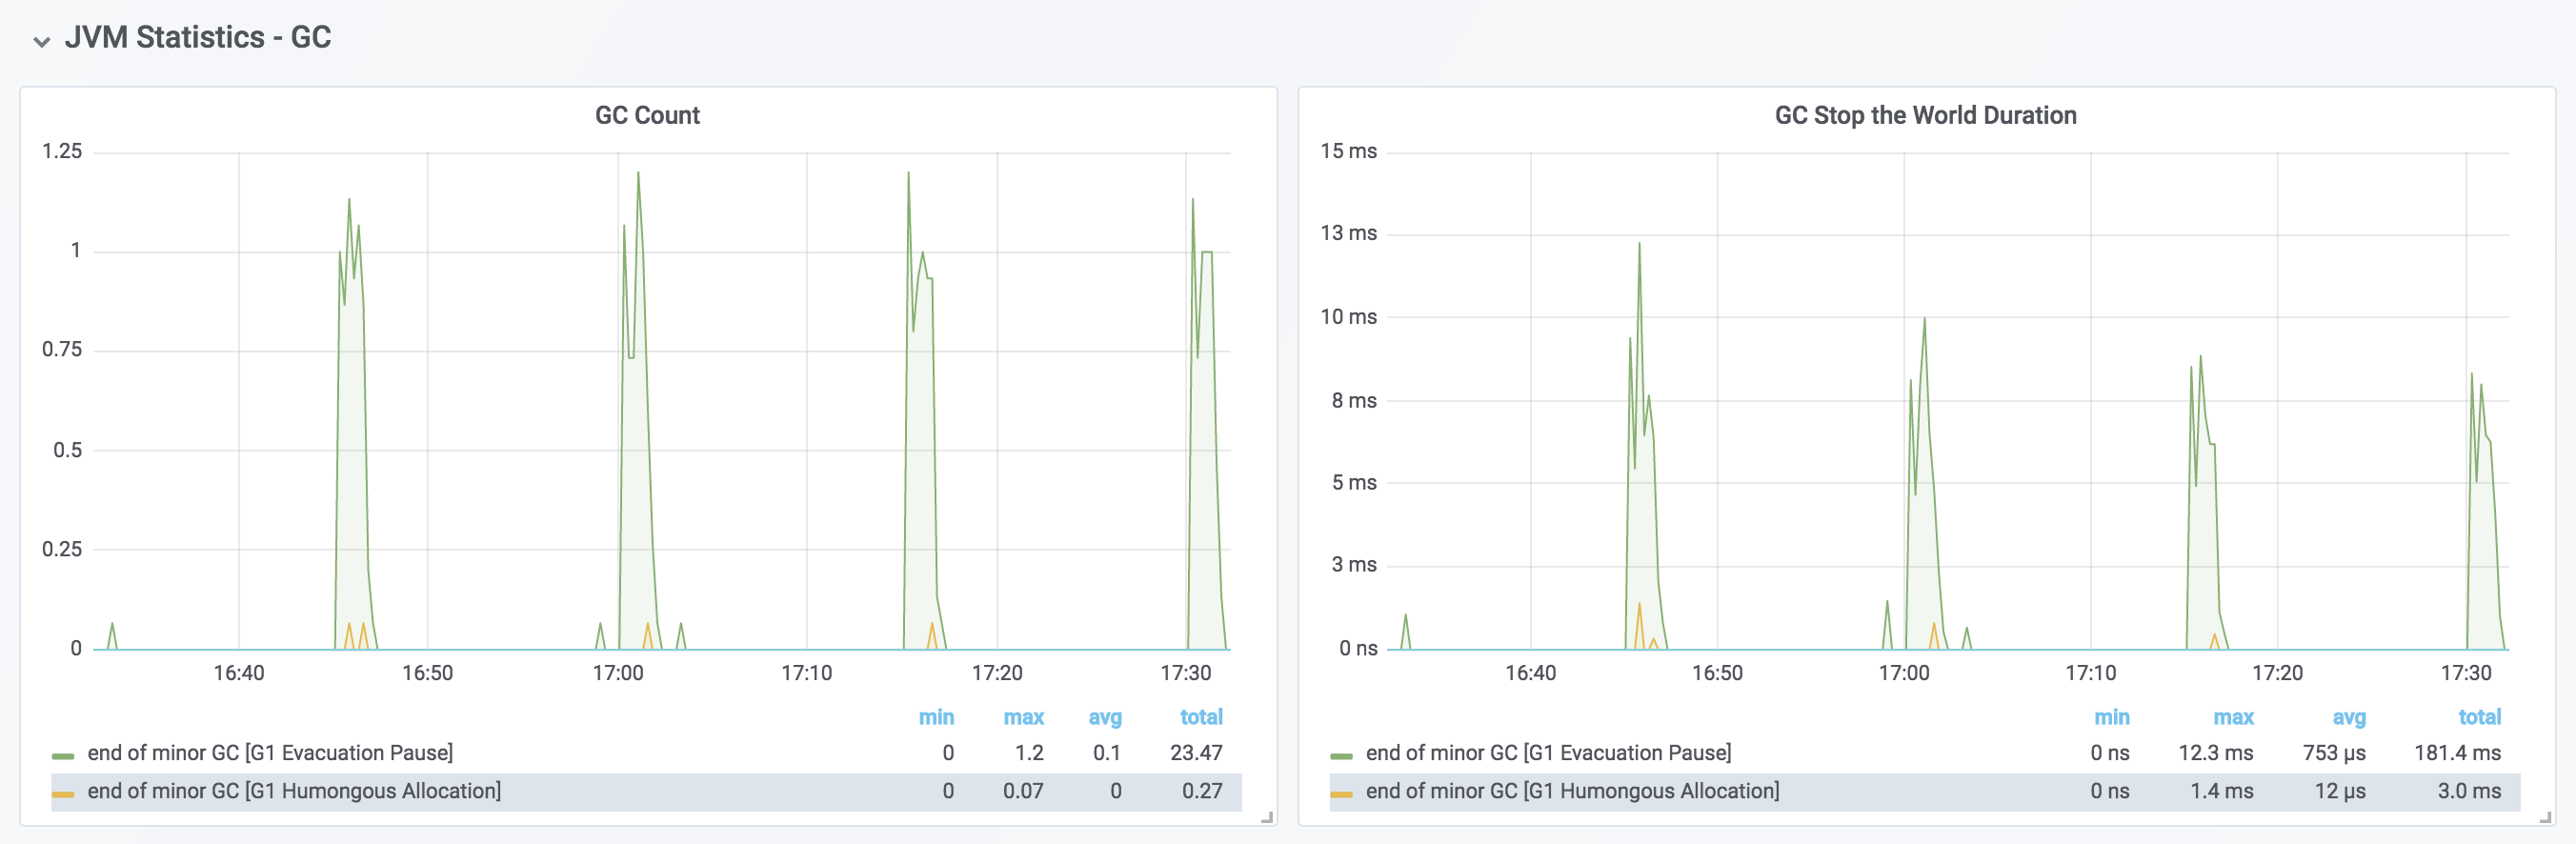 JVM Statistics - GC
GC Count
1.25
1
0.75
0.5
0.25
0
16:40 16:50 17:00 17:10 17:20 17:30
min max avg total
end of minor GC [G1 Evacuation Pause] 0 1.2 0.1 23.47
end of minor GC [G1 Humongous Allocation] 0 0.07 0 0.27
GC Stop the World Duration
15 ms
13 ms
10 ms
8 ms
5 ms
3 ms
0 ns
16:40 16:50 17:00 17:10 17:20 17:30
min max avg total
end of minor GC [G1 Evacuation Pause] 0 ns 12.3 ms 753 µs 181.4 ms
end of minor GC [G1 Humongous Allocation] 0 ns 1.4 ms 12 µs 3.0 ms